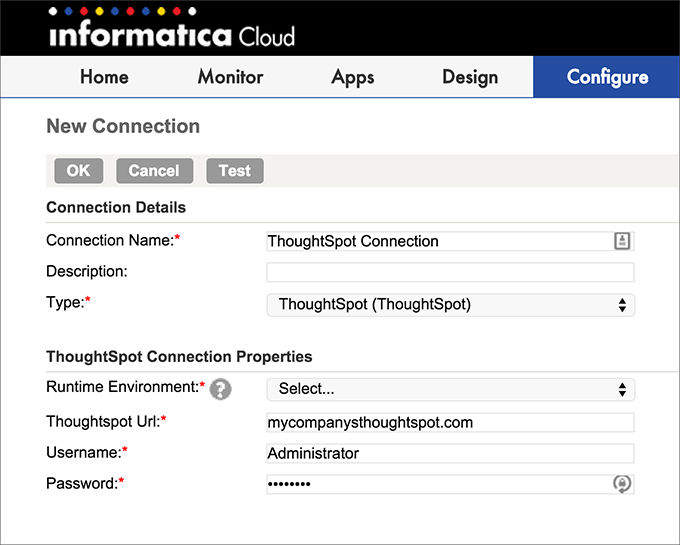 informatica Cloud
Home Monitor Apps Design Configure
New Connection
OK Cancel Test
Connection Details
Connection Name:* ThoughtSpot Connection
Description:
Type:* ThoughtSpot (ThoughtSpot)
ThoughtSpot Connection Properties
Runtime Environment:* ? Select...
Thoughtspot Url:* mycompanysthoughtspot.com
Username:* Administrator
Password:* ••••••••